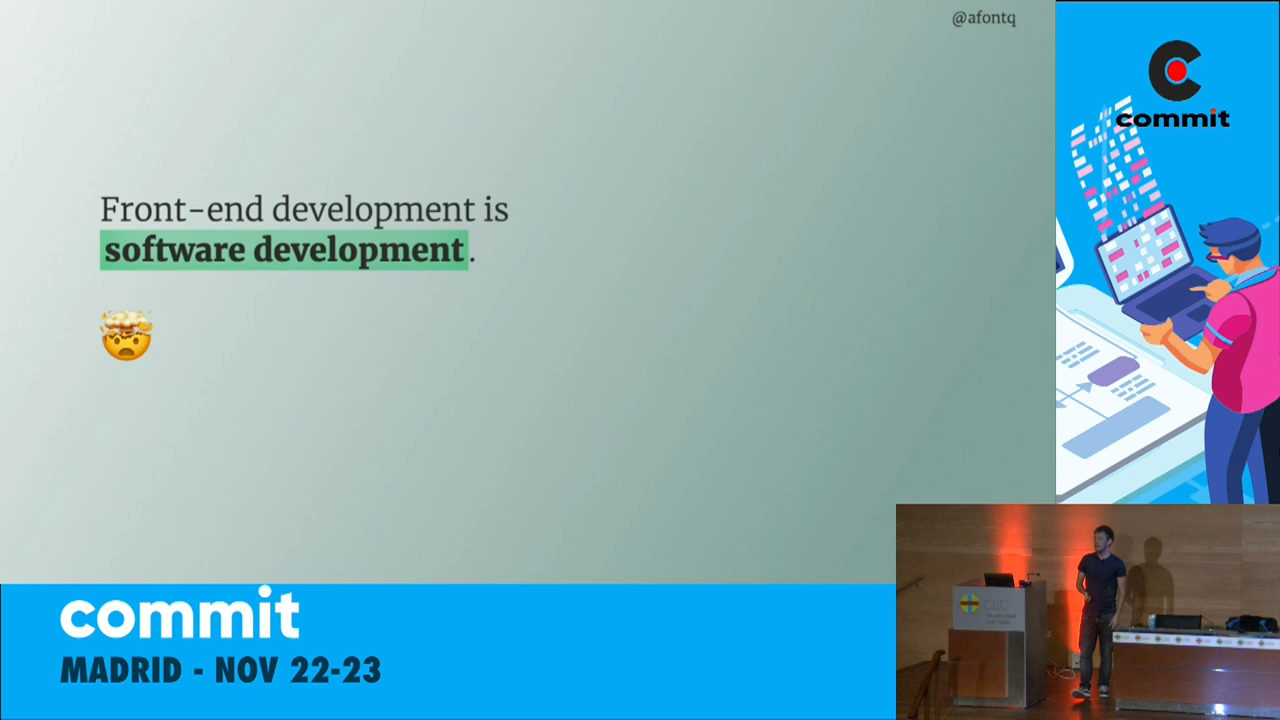 @afontq
commit
Front-end development is
software development.
commit
MADRID - NOV 22-23